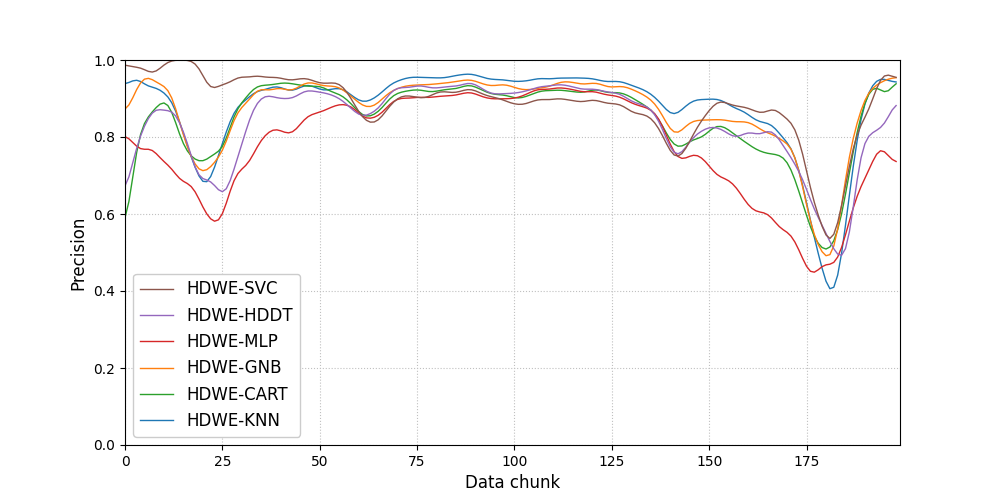 1.0
0.8
0.6
0.4
0.2
0.0
Precision
HDWE-SVC
HDWE-HDDT
HDWE-MLP
HDWE-GNB
HDWE-CART
HDWE-KNN
0 25 50 75 100 125 150 175
Data chunk